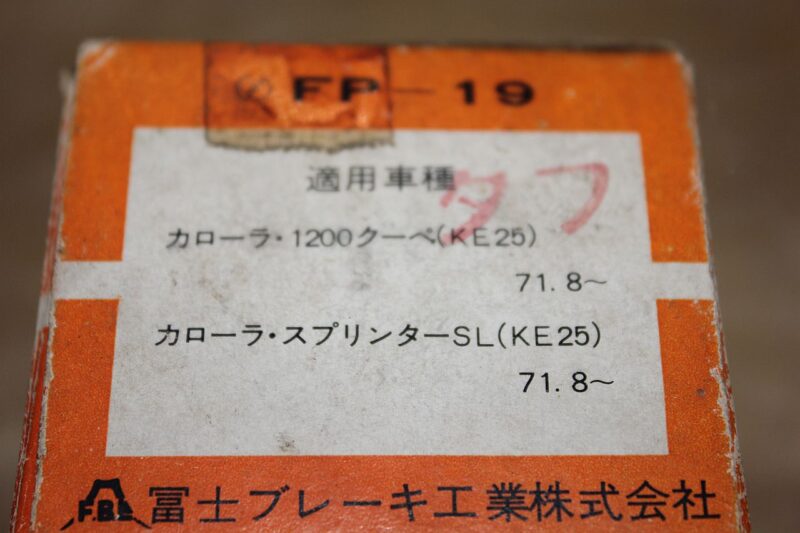 FP-19
適用車種
タフ
カローラ・1200クーペ(KE25)
71.8〜
カローラ・スプリンターSL(KE25)
71.8〜
F.B.I. 冨士ブレーキ工業株式会社